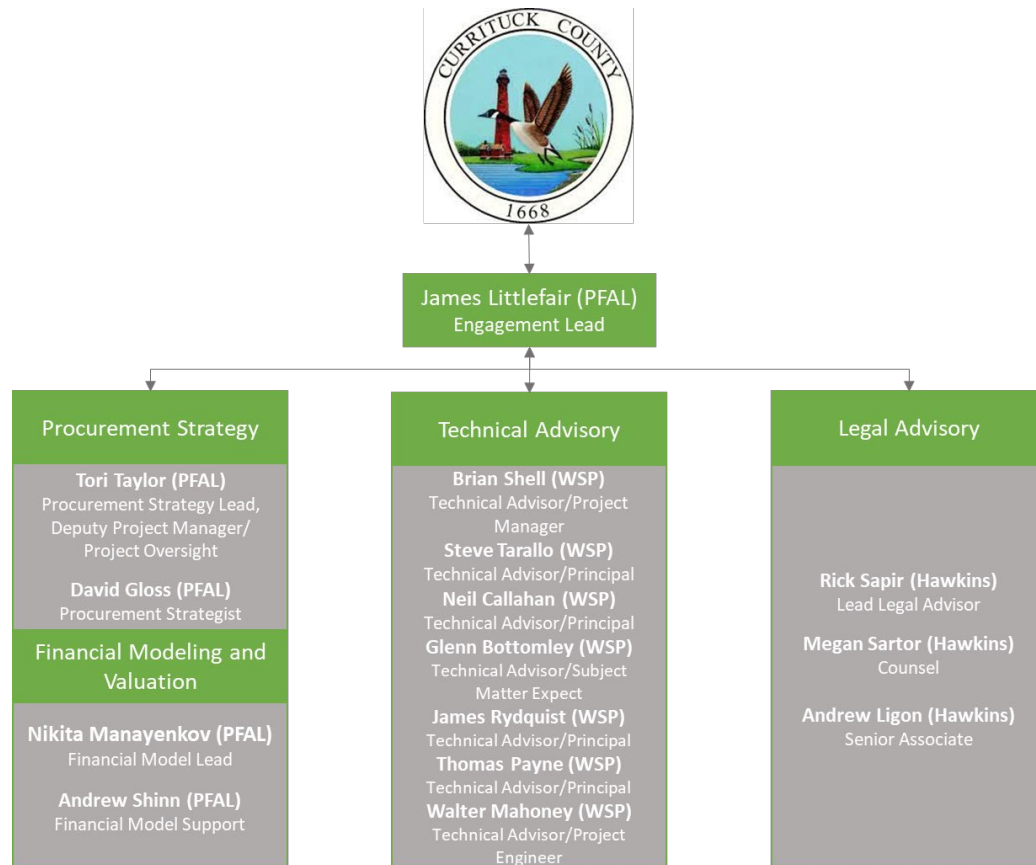 CURRITUCK COUNTY
1668
James Littlefair (PFAL)
Engagement Lead
Procurement Strategy
Tori Taylor (PFAL)
Procurement Strategy Lead,
Deputy Project Manager/
Project Oversight
David Gloss (PFAL)
Procurement Strategist
Financial Modeling and
Valuation
Nikita Manayenkov (PFAL)
Financial Model Lead
Andrew Shinn (PFAL)
Financial Model Support
Technical Advisory
Brian Shell (WSP)
Technical Advisor/Project
Manager
Steve Tarallo (WSP)
Technical Advisor/Principal
Neil Callahan (WSP)
Technical Advisor/Principal
Glenn Bottomley (WSP)
Technical Advisor/Subject
Matter Expect
James Rydquist (WSP)
Technical Advisor/Principal
Thomas Payne (WSP)
Technical Advisor/Principal
Walter Mahoney (WSP)
Technical Advisor/Project
Engineer
Legal Advisory
Rick Sapir (Hawkins)
Lead Legal Advisor
Megan Sartor (Hawkins)
Counsel
Andrew Ligon (Hawkins)
Senior Associate